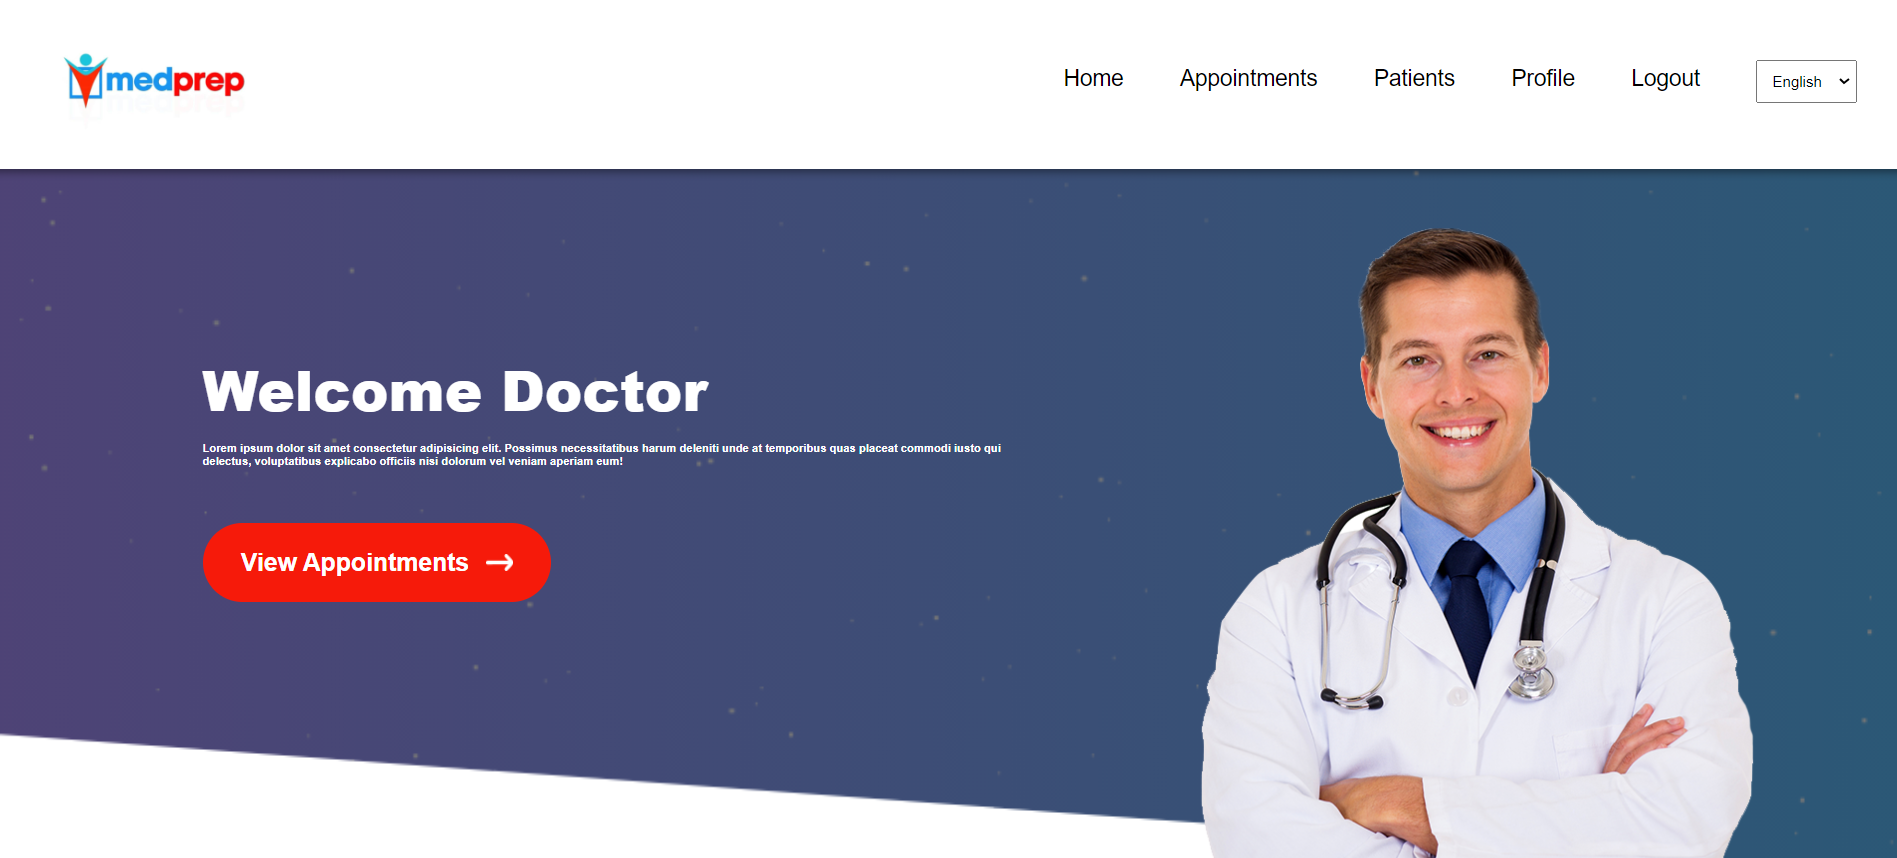 medprep
Home
Appointments
Patients
Profile
Logout
English
Welcome Doctor
Lorem ipsum dolor sit amet consectetur adipisicing elit. Possimus necessitatibus harum deleniti unde at temporibus quas placeat commodi iusto qui
delectus, voluptatibus explicabo officiis nisi dolorum vel veniam aperiam eum!
View Appointments